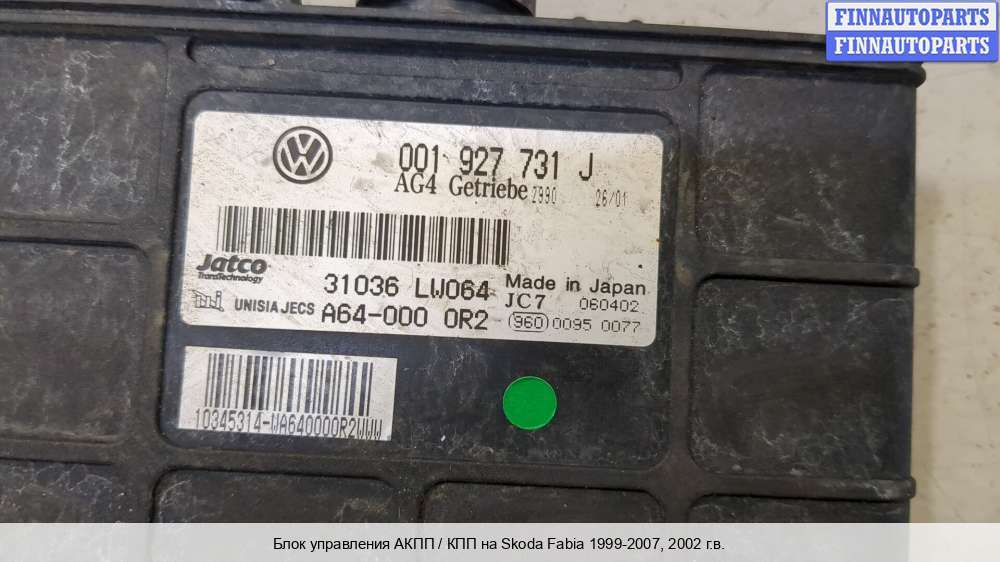 FINNAUTOPARTS
FINNAUTOPARTS
001 927 731 J
AG4 Getriebe 2990 26/01
Jatco
TransTechnology
31036 LW064
Made in Japan
JC7 060402
UNISIA JECS A64-000 0R2
960 0095 0077
10345314-WA640000R2WWW
Блок управления АКПП / КПП на Skoda Fabia 1999-2007, 2002 г.в.